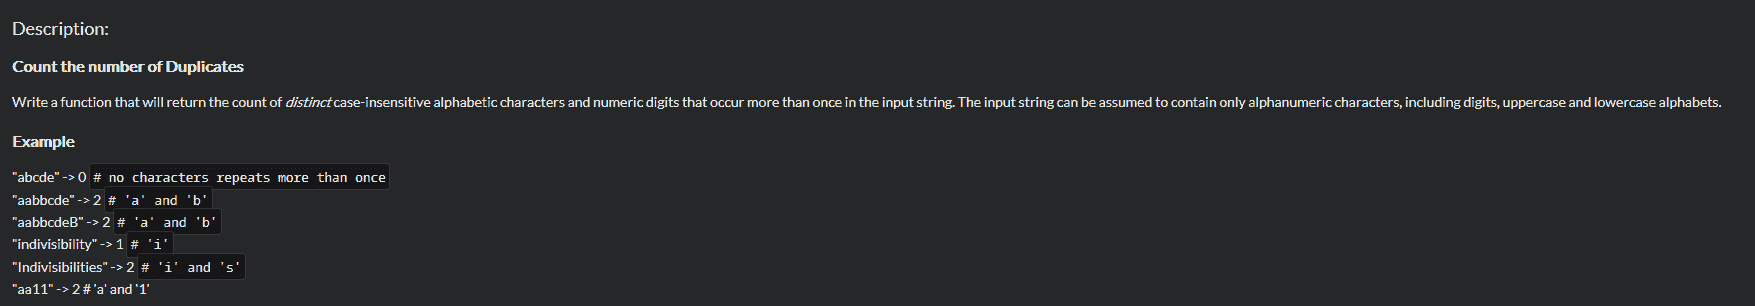 Description:
Count the number of Duplicates
Write a function that will return the count of distinct case-insensitive alphabetic characters and numeric digits that occur more than once in the input string. The input string can be assumed to contain only alphanumeric characters, including digits, uppercase and lowercase alphabets.
Example
"abcde" -> 0 # no characters repeats more than once
"aabbcde" -> 2 # 'a' and 'b'
"aabbcdeB" -> 2 # 'a' and 'b'
"indivisibility" -> 1 # 'i'
"Indivisibilities" -> 2 # 'i' and 's'
"aa11" -> 2 # 'a' and '1'